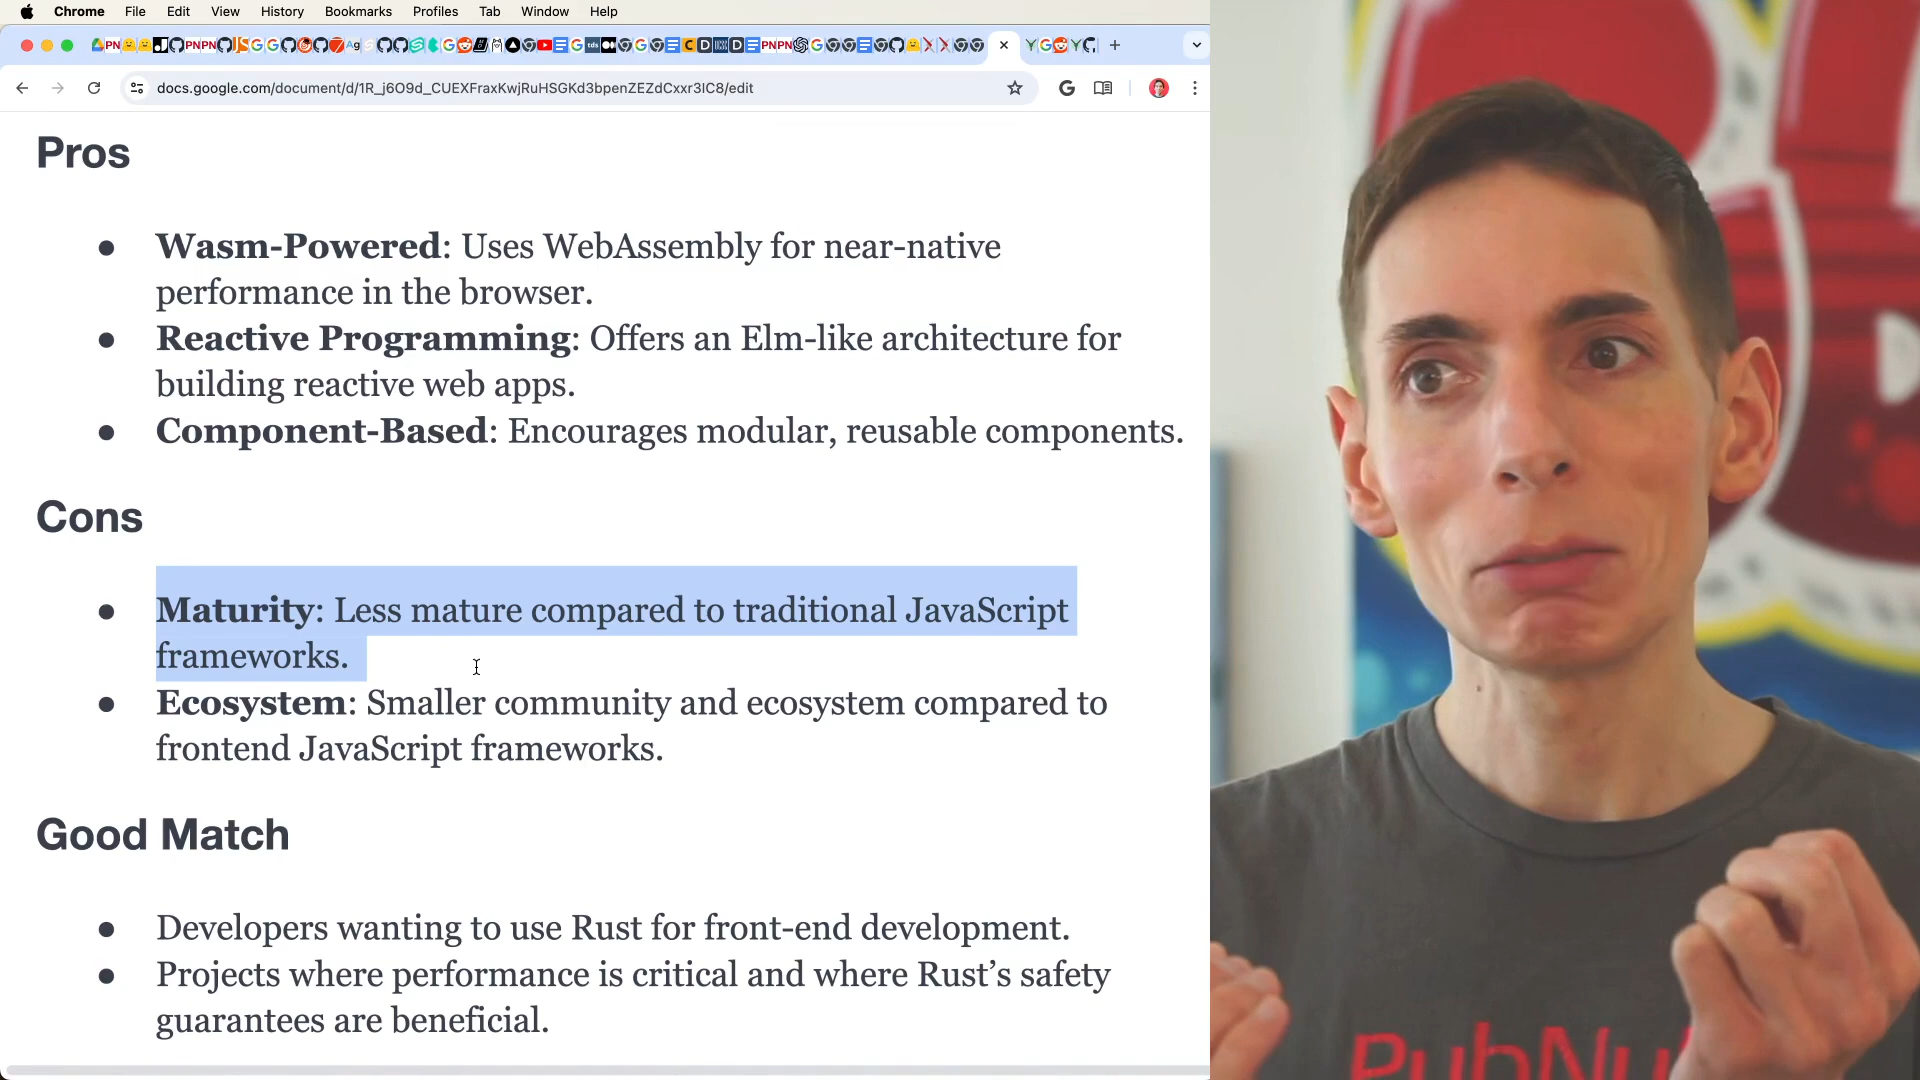 Chrome File Edit View History Bookmarks Profiles Tab Window Help
docs.google.com/document/d/1R_j6O9d_CUEXFraxKwjRuHSGKd3bpenZEZdCxxr3lC8/edit
Pros
● Wasm-Powered: Uses WebAssembly for near-native
performance in the browser.
● Reactive Programming: Offers an Elm-like architecture for
building reactive web apps.
● Component-Based: Encourages modular, reusable components.
Cons
● Maturity: Less mature compared to traditional JavaScript
frameworks.
● Ecosystem: Smaller community and ecosystem compared to
frontend JavaScript frameworks.
Good Match
● Developers wanting to use Rust for front-end development.
● Projects where performance is critical and where Rust’s safety
guarantees are beneficial.
PubNu